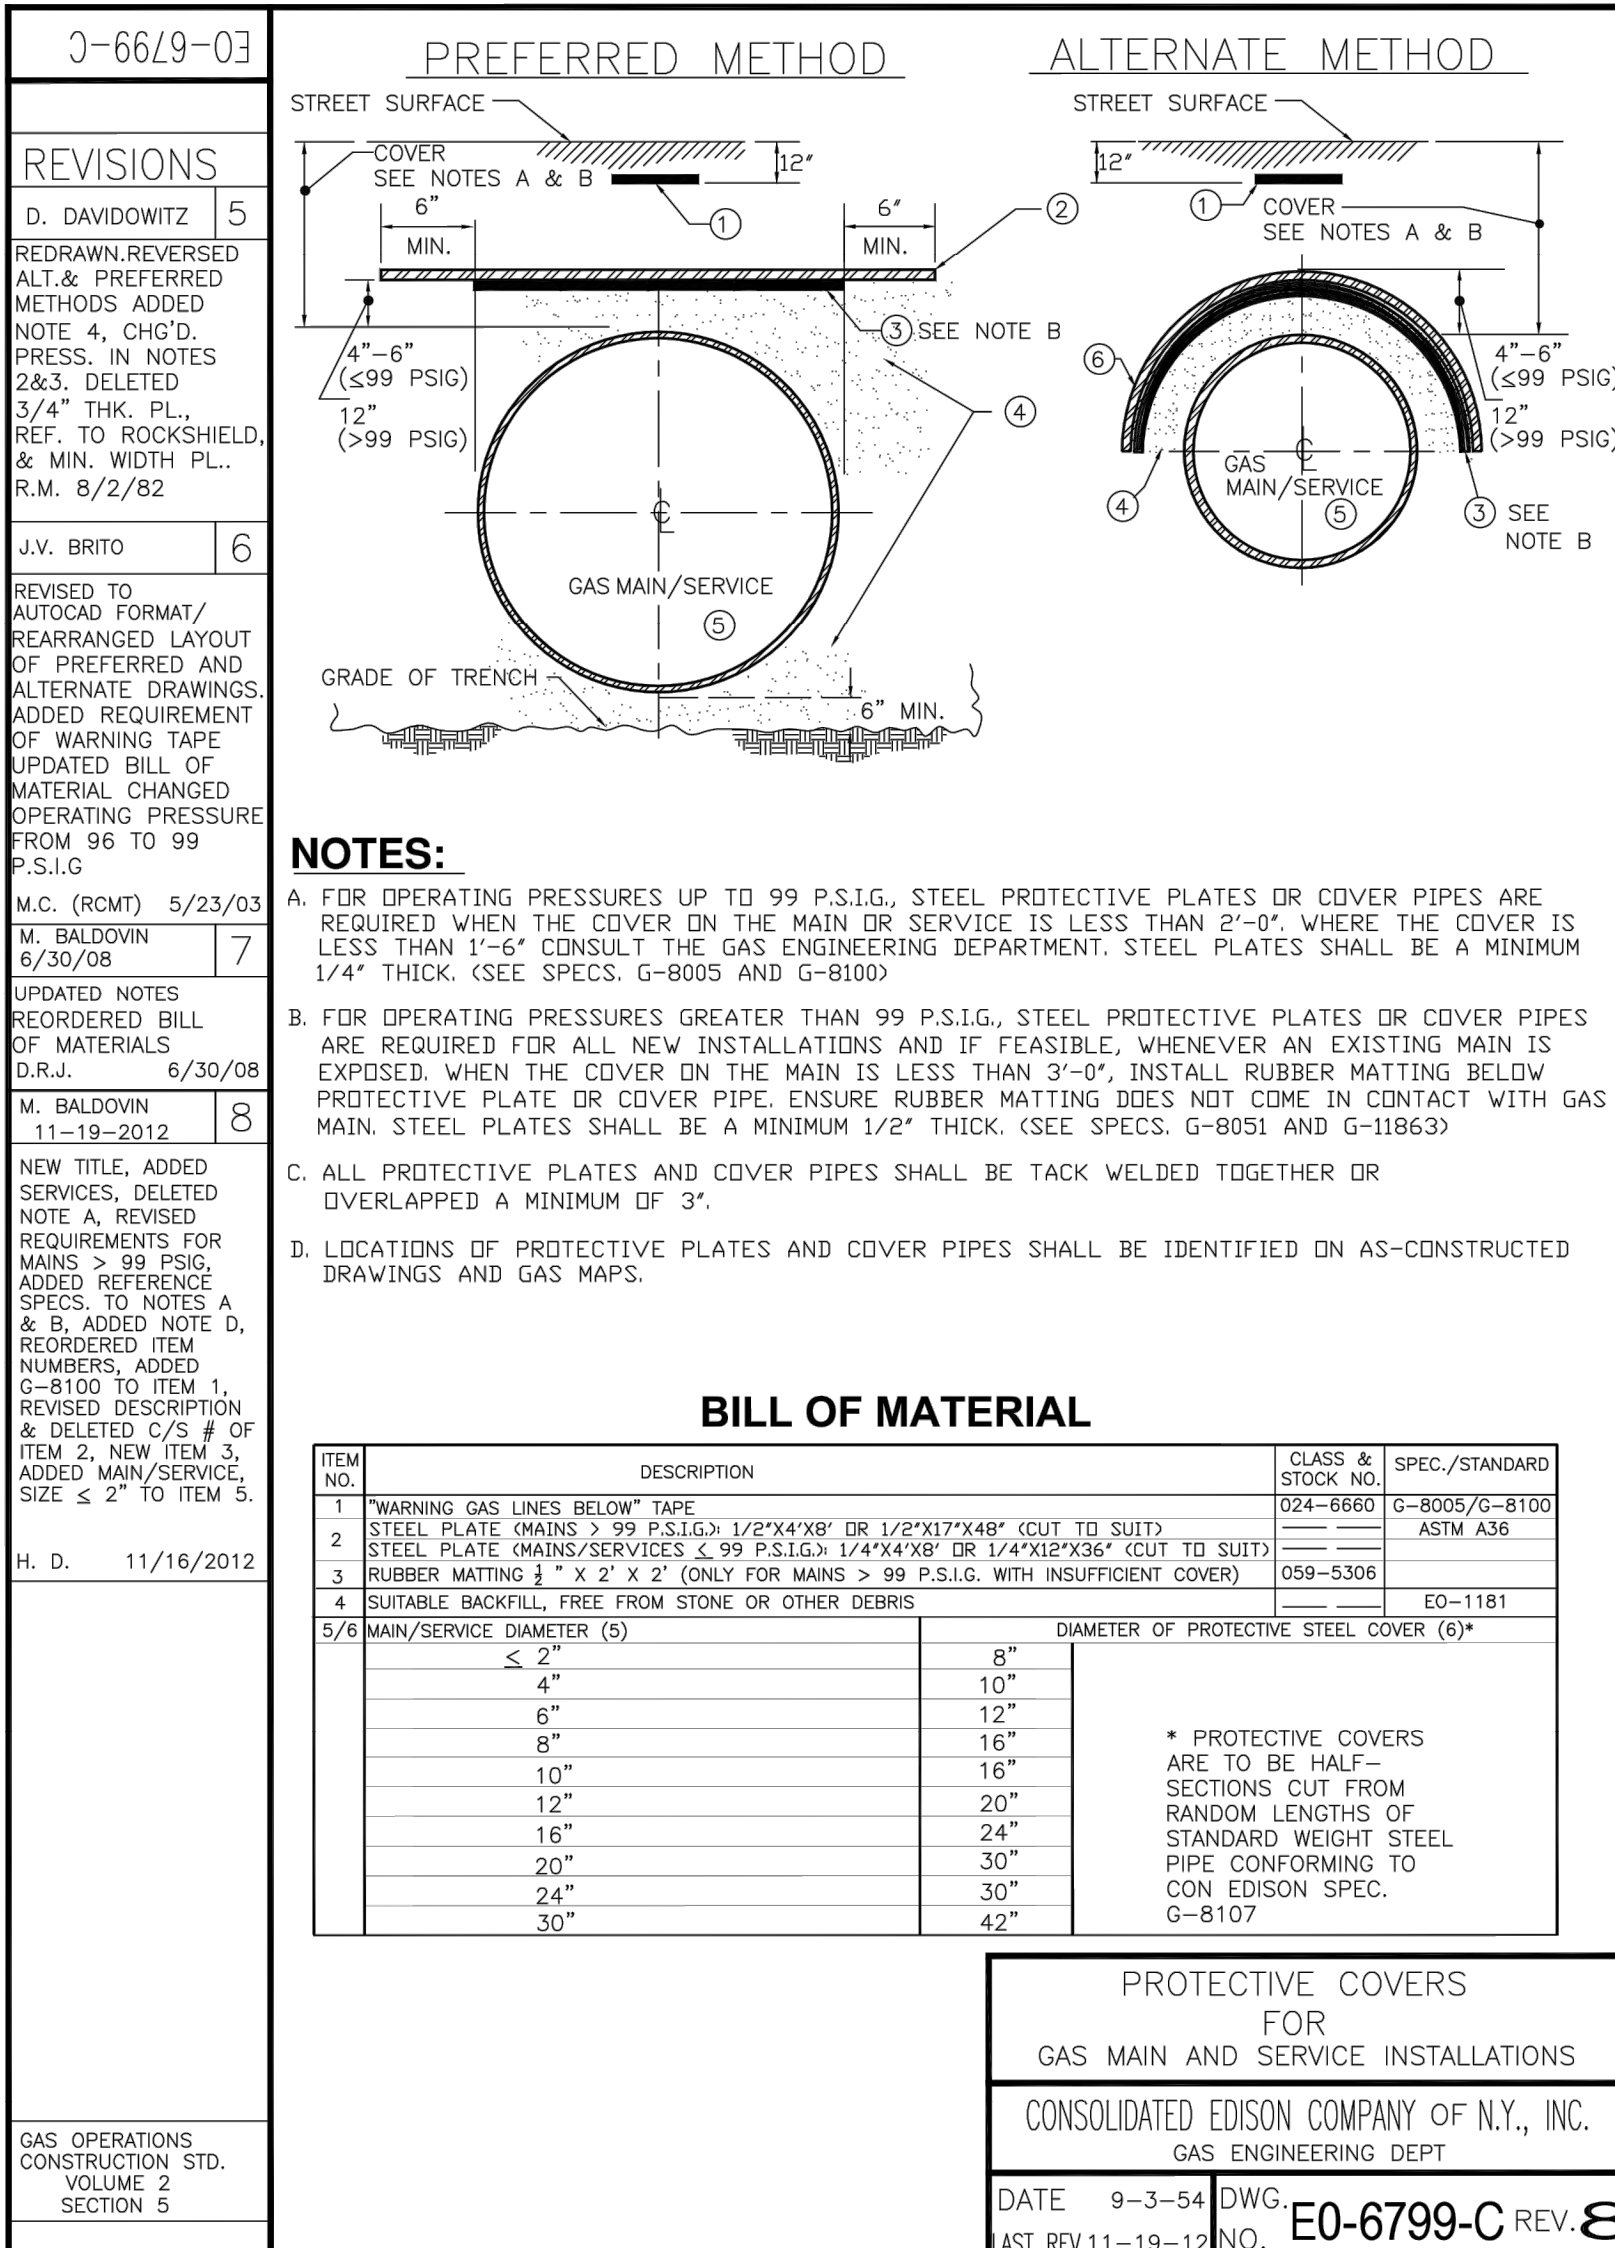 EO-6799-C
REVISIONS
D. DAVIDOWITZ 5
REDRAWN.REVERSED
ALT.& PREFERRED
METHODS ADDED
NOTE 4, CHG'D.
PRESS. IN NOTES
2&3. DELETED
3/4" THK. PL.,
REF. TO ROCKSHIELD,
& MIN. WIDTH PL..
R.M. 8/2/82
J.V. BRITO 6
REVISED TO
AUTOCAD FORMAT/
REARRANGED LAYOUT
OF PREFERRED AND
ALTERNATE DRAWINGS.
ADDED REQUIREMENT
OF WARNING TAPE
UPDATED BILL OF
MATERIAL CHANGED
OPERATING PRESSURE
FROM 96 TO 99
P.S.I.G
M.C. (RCMT) 5/23/03
M. BALDOVIN
6/30/08 7
UPDATED NOTES
REORDERED BILL
OF MATERIALS
D.R.J. 6/30/08
M. BALDOVIN
11-19-2012 8
NEW TITLE, ADDED
SERVICES, DELETED
NOTE A, REVISED
REQUIREMENTS FOR
MAINS > 99 PSIG,
ADDED REFERENCE
SPECS. TO NOTES A
& B, ADDED NOTE D,
REORDERED ITEM
NUMBERS, ADDED
G-8100 TO ITEM 1,
REVISED DESCRIPTION
& DELETED C/S # OF
ITEM 2, NEW ITEM 3,
ADDED MAIN/SERVICE,
SIZE ≤ 2" TO ITEM 5.
H. D. 11/16/2012
GAS OPERATIONS
CONSTRUCTION STD.
VOLUME 2
SECTION 5
PREFERRED METHOD
STREET SURFACE
COVER
SEE NOTES A & B
12"
1
6"
MIN.
6"
MIN.
2
3 SEE NOTE B
4"-6"
(≤99 PSIG)
12"
(>99 PSIG)
4
CL
GAS MAIN/SERVICE
5
GRADE OF TRENCH
6" MIN.
ALTERNATE METHOD
STREET SURFACE
12"
1
COVER
SEE NOTES A & B
6
4"-6"
(≤99 PSIG)
12"
(>99 PSIG)
CL
GAS
MAIN/SERVICE
5
4
3 SEE
NOTE B
NOTES:
A. FOR OPERATING PRESSURES UP TO 99 P.S.I.G., STEEL PROTECTIVE PLATES OR COVER PIPES ARE
REQUIRED WHEN THE COVER ON THE MAIN OR SERVICE IS LESS THAN 2'-0". WHERE THE COVER IS
LESS THAN 1'-6" CONSULT THE GAS ENGINEERING DEPARTMENT. STEEL PLATES SHALL BE A MINIMUM
1/4" THICK. (SEE SPECS. G-8005 AND G-8100)
B. FOR OPERATING PRESSURES GREATER THAN 99 P.S.I.G., STEEL PROTECTIVE PLATES OR COVER PIPES
ARE REQUIRED FOR ALL NEW INSTALLATIONS AND IF FEASIBLE, WHENEVER AN EXISTING MAIN IS
EXPOSED. WHEN THE COVER ON THE MAIN IS LESS THAN 3'-0", INSTALL RUBBER MATTING BELOW
PROTECTIVE PLATE OR COVER PIPE. ENSURE RUBBER MATTING DOES NOT COME IN CONTACT WITH GAS
MAIN. STEEL PLATES SHALL BE A MINIMUM 1/2" THICK. (SEE SPECS. G-8051 AND G-11863)
C. ALL PROTECTIVE PLATES AND COVER PIPES SHALL BE TACK WELDED TOGETHER OR
OVERLAPPED A MINIMUM OF 3".
D. LOCATIONS OF PROTECTIVE PLATES AND COVER PIPES SHALL BE IDENTIFIED ON AS-CONSTRUCTED
DRAWINGS AND GAS MAPS.
BILL OF MATERIAL
ITEM NO. DESCRIPTION CLASS & STOCK NO. SPEC./STANDARD
1 "WARNING GAS LINES BELOW" TAPE 024-6660 G-8005/G-8100
2 STEEL PLATE (MAINS > 99 P.S.I.G.): 1/2"X4'X8' OR 1/2"X17"X48" (CUT TO SUIT) —— —— ASTM A36
STEEL PLATE (MAINS/SERVICES ≤ 99 P.S.I.G.): 1/4"X4'X8' OR 1/4"X12"X36" (CUT TO SUIT) —— ——
3 RUBBER MATTING ½ " X 2' X 2' (ONLY FOR MAINS > 99 P.S.I.G. WITH INSUFFICIENT COVER) 059-5306
4 SUITABLE BACKFILL, FREE FROM STONE OR OTHER DEBRIS —— —— EO-1181
5/6 MAIN/SERVICE DIAMETER (5) DIAMETER OF PROTECTIVE STEEL COVER (6)*
≤ 2" 8"
4" 10"
6" 12"
8" 16"
10" 16"
12" 20"
16" 24"
20" 30"
24" 30"
30" 42"
* PROTECTIVE COVERS
ARE TO BE HALF-
SECTIONS CUT FROM
RANDOM LENGTHS OF
STANDARD WEIGHT STEEL
PIPE CONFORMING TO
CON EDISON SPEC.
G-8107
PROTECTIVE COVERS
FOR
GAS MAIN AND SERVICE INSTALLATIONS
CONSOLIDATED EDISON COMPANY OF N.Y., INC.
GAS ENGINEERING DEPT
DATE 9-3-54
LAST REV 11-19-12
DWG. NO. E0-6799-C REV. 8